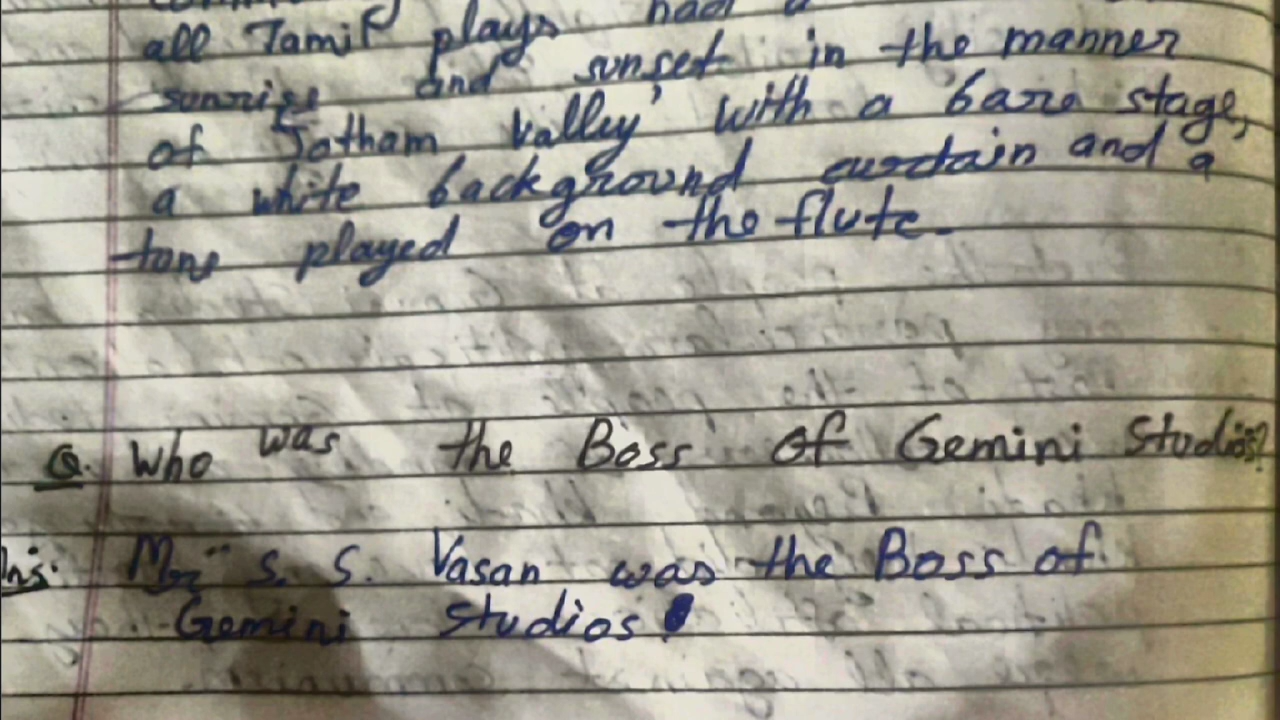 all Tamil plays had a
sunrise and sunset in the manner
of Jotham Valley' with a bare stage,
a white background curtain and a
tone played on the flute.
Q. Who was the Boss of Gemini Studios?
Ans. Mr. S. S. Vasan was the Boss of
Gemini Studios.